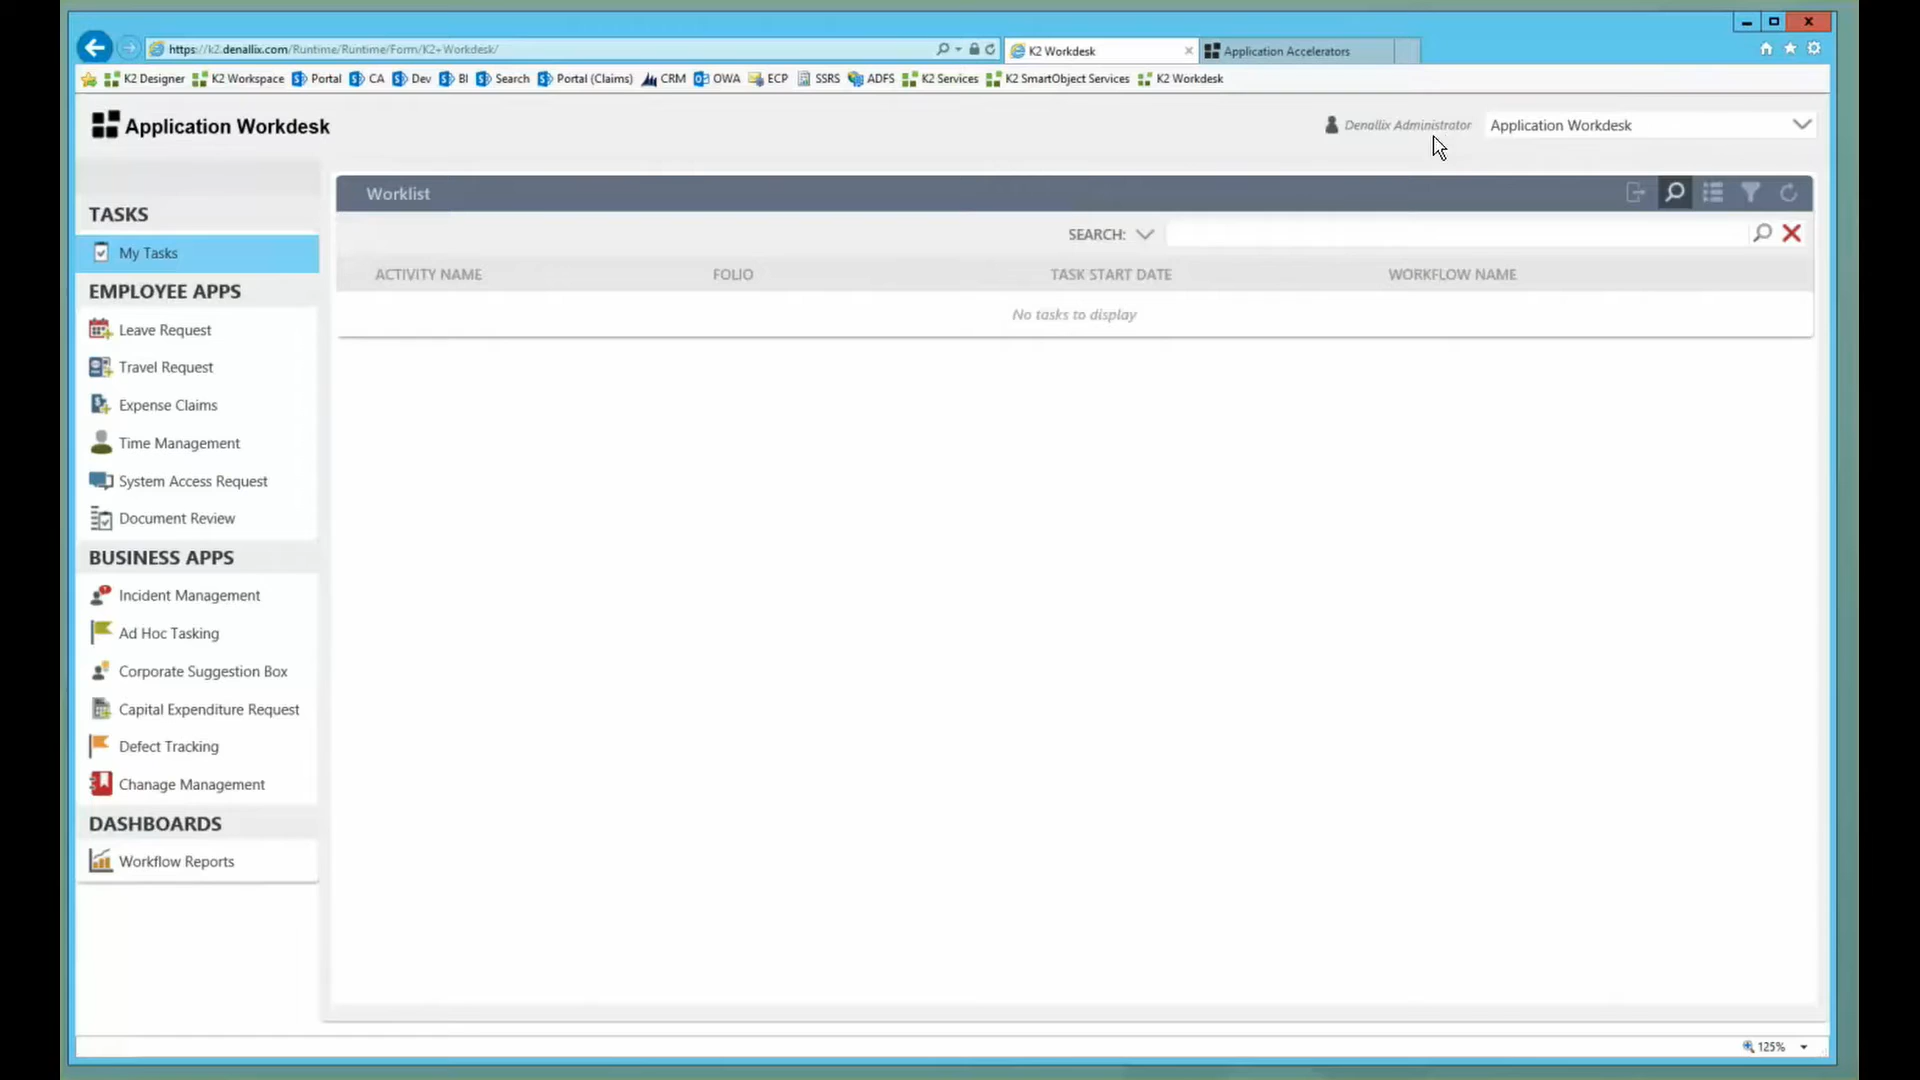 https://k2.denallix.com/Runtime/Runtime/Form/K2+Workdesk/
K2 Workdesk
Application Accelerators
K2 Designer K2 Workspace Portal CA Dev BI Search Portal (Claims) CRM OWA ECP SSRS ADFS K2 Services K2 SmartObject Services K2 Workdesk
Application Workdesk
Denallix Administrator
Application Workdesk
Worklist
SEARCH:
ACTIVITY NAME FOLIO TASK START DATE WORKFLOW NAME
No tasks to display
TASKS
My Tasks
EMPLOYEE APPS
Leave Request
Travel Request
Expense Claims
Time Management
System Access Request
Document Review
BUSINESS APPS
Incident Management
Ad Hoc Tasking
Corporate Suggestion Box
Capital Expenditure Request
Defect Tracking
Chanage Management
DASHBOARDS
Workflow Reports
125%